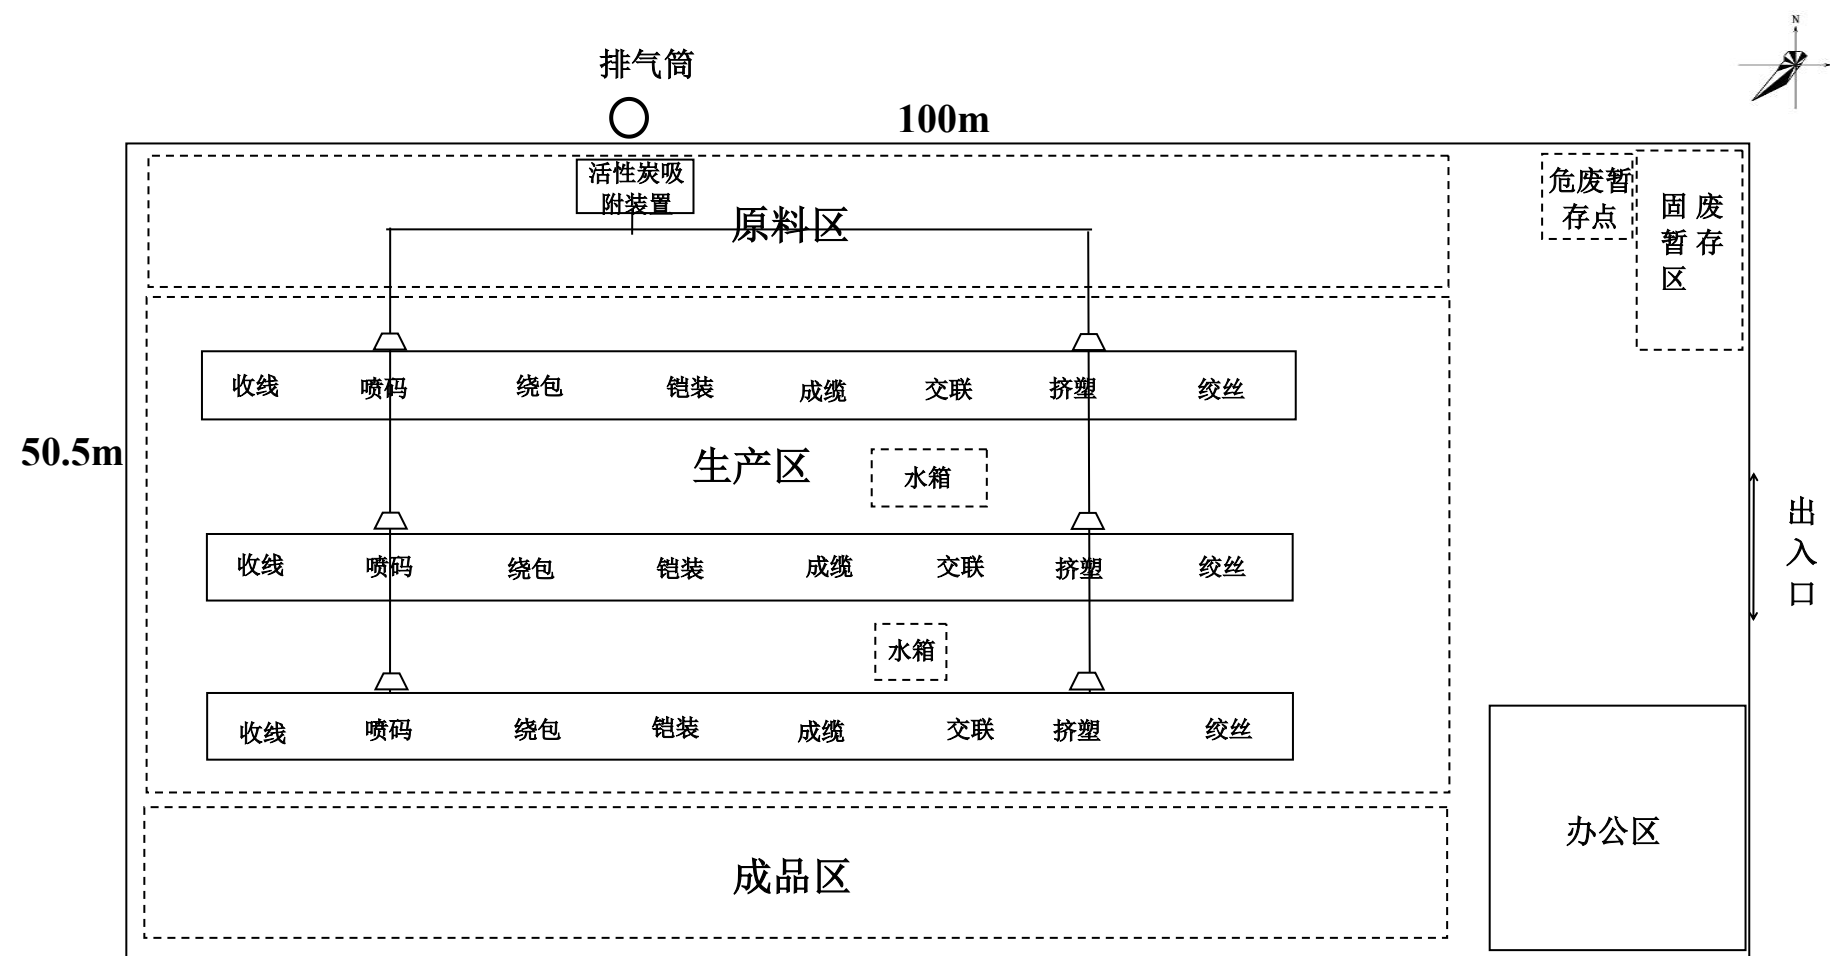 N
排气筒
100m
活性炭吸
附装置
原料区
危废暂
存点
固废
暂存
区
收线 喷码 绕包 铠装 成缆 交联 挤塑 绞丝
50.5m
生产区
水箱
出
入
口
收线 喷码 绕包 铠装 成缆 交联 挤塑 绞丝
水箱
收线 喷码 绕包 铠装 成缆 交联 挤塑 绞丝
办公区
成品区